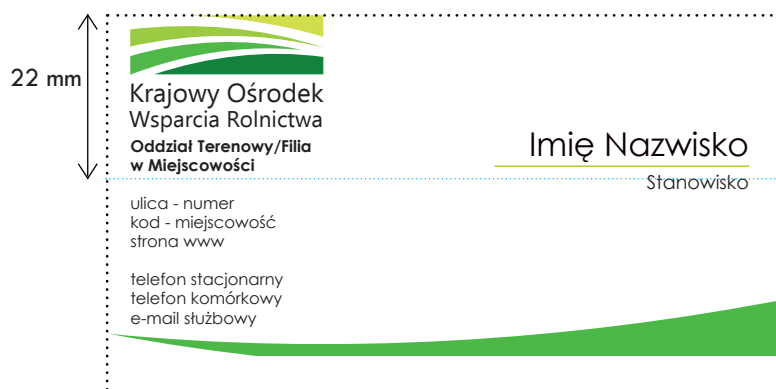 22 mm
Krajowy Ośrodek
Wsparcia Rolnictwa
Oddział Terenowy/Filia
w Miejscowości
Imię Nazwisko
Stanowisko
ulica - numer
kod - miejscowość
strona www
telefon stacjonarny
telefon komórkowy
e-mail służbowy